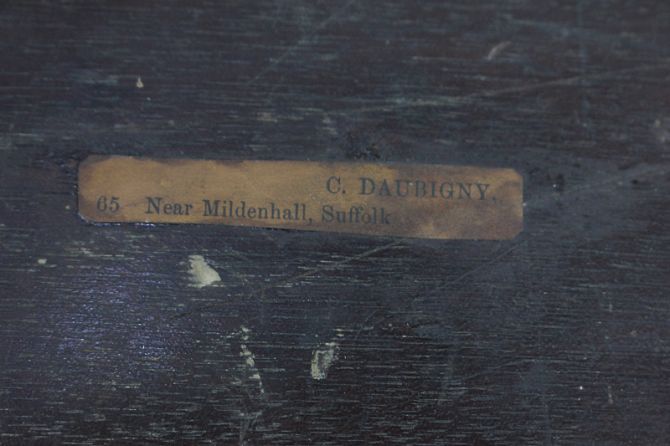 C. DAUBIGNY,
65 Near Mildenhall, Suffolk